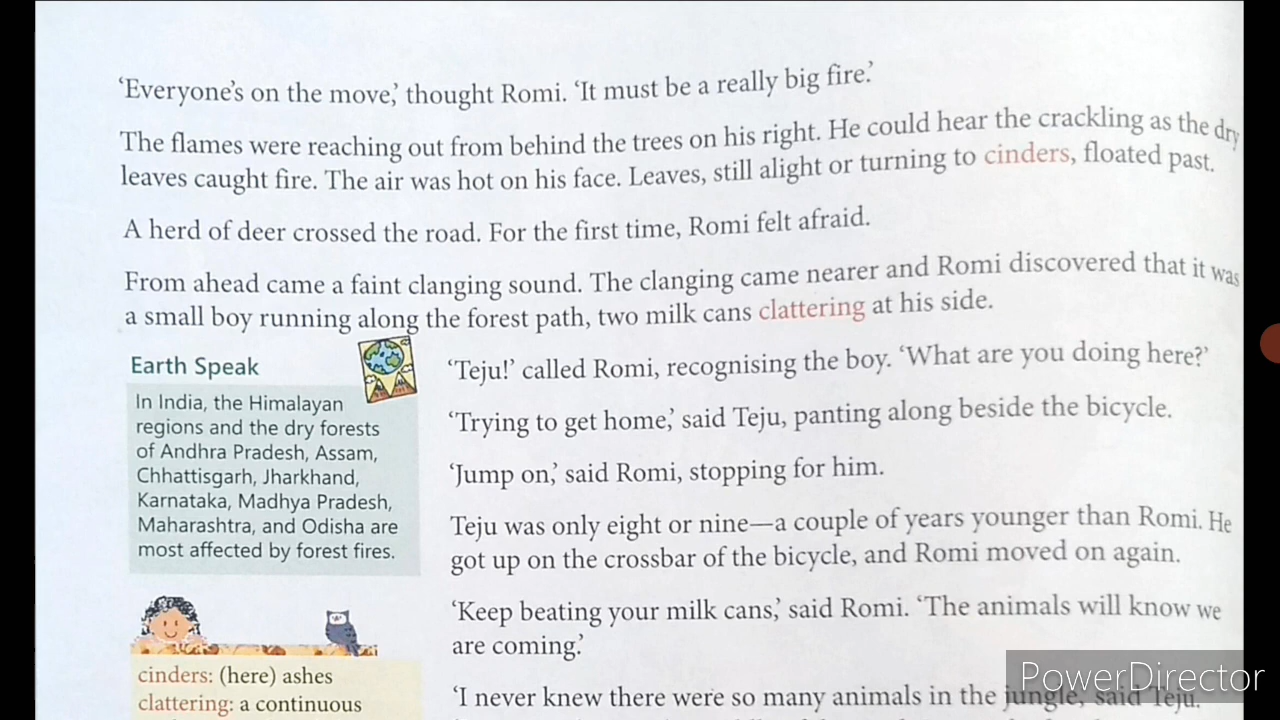 ‘Everyone’s on the move,’ thought Romi. ‘It must be a really big fire.’
The flames were reaching out from behind the trees on his right. He could hear the crackling as the dry
leaves caught fire. The air was hot on his face. Leaves, still alight or turning to cinders, floated past.
A herd of deer crossed the road. For the first time, Romi felt afraid.
From ahead came a faint clanging sound. The clanging came nearer and Romi discovered that it was
a small boy running along the forest path, two milk cans clattering at his side.
Earth Speak
In India, the Himalayan
regions and the dry forests
of Andhra Pradesh, Assam,
Chhattisgarh, Jharkhand,
Karnataka, Madhya Pradesh,
Maharashtra, and Odisha are
most affected by forest fires.
cinders: (here) ashes
clattering: a continuous
‘Teju!’ called Romi, recognising the boy. ‘What are you doing here?’
‘Trying to get home,’ said Teju, panting along beside the bicycle.
‘Jump on,’ said Romi, stopping for him.
Teju was only eight or nine—a couple of years younger than Romi. He
got up on the crossbar of the bicycle, and Romi moved on again.
‘Keep beating your milk cans,’ said Romi. ‘The animals will know we
are coming.’
‘I never knew there were so many animals in the jungle,’ said Teju.
PowerDirector